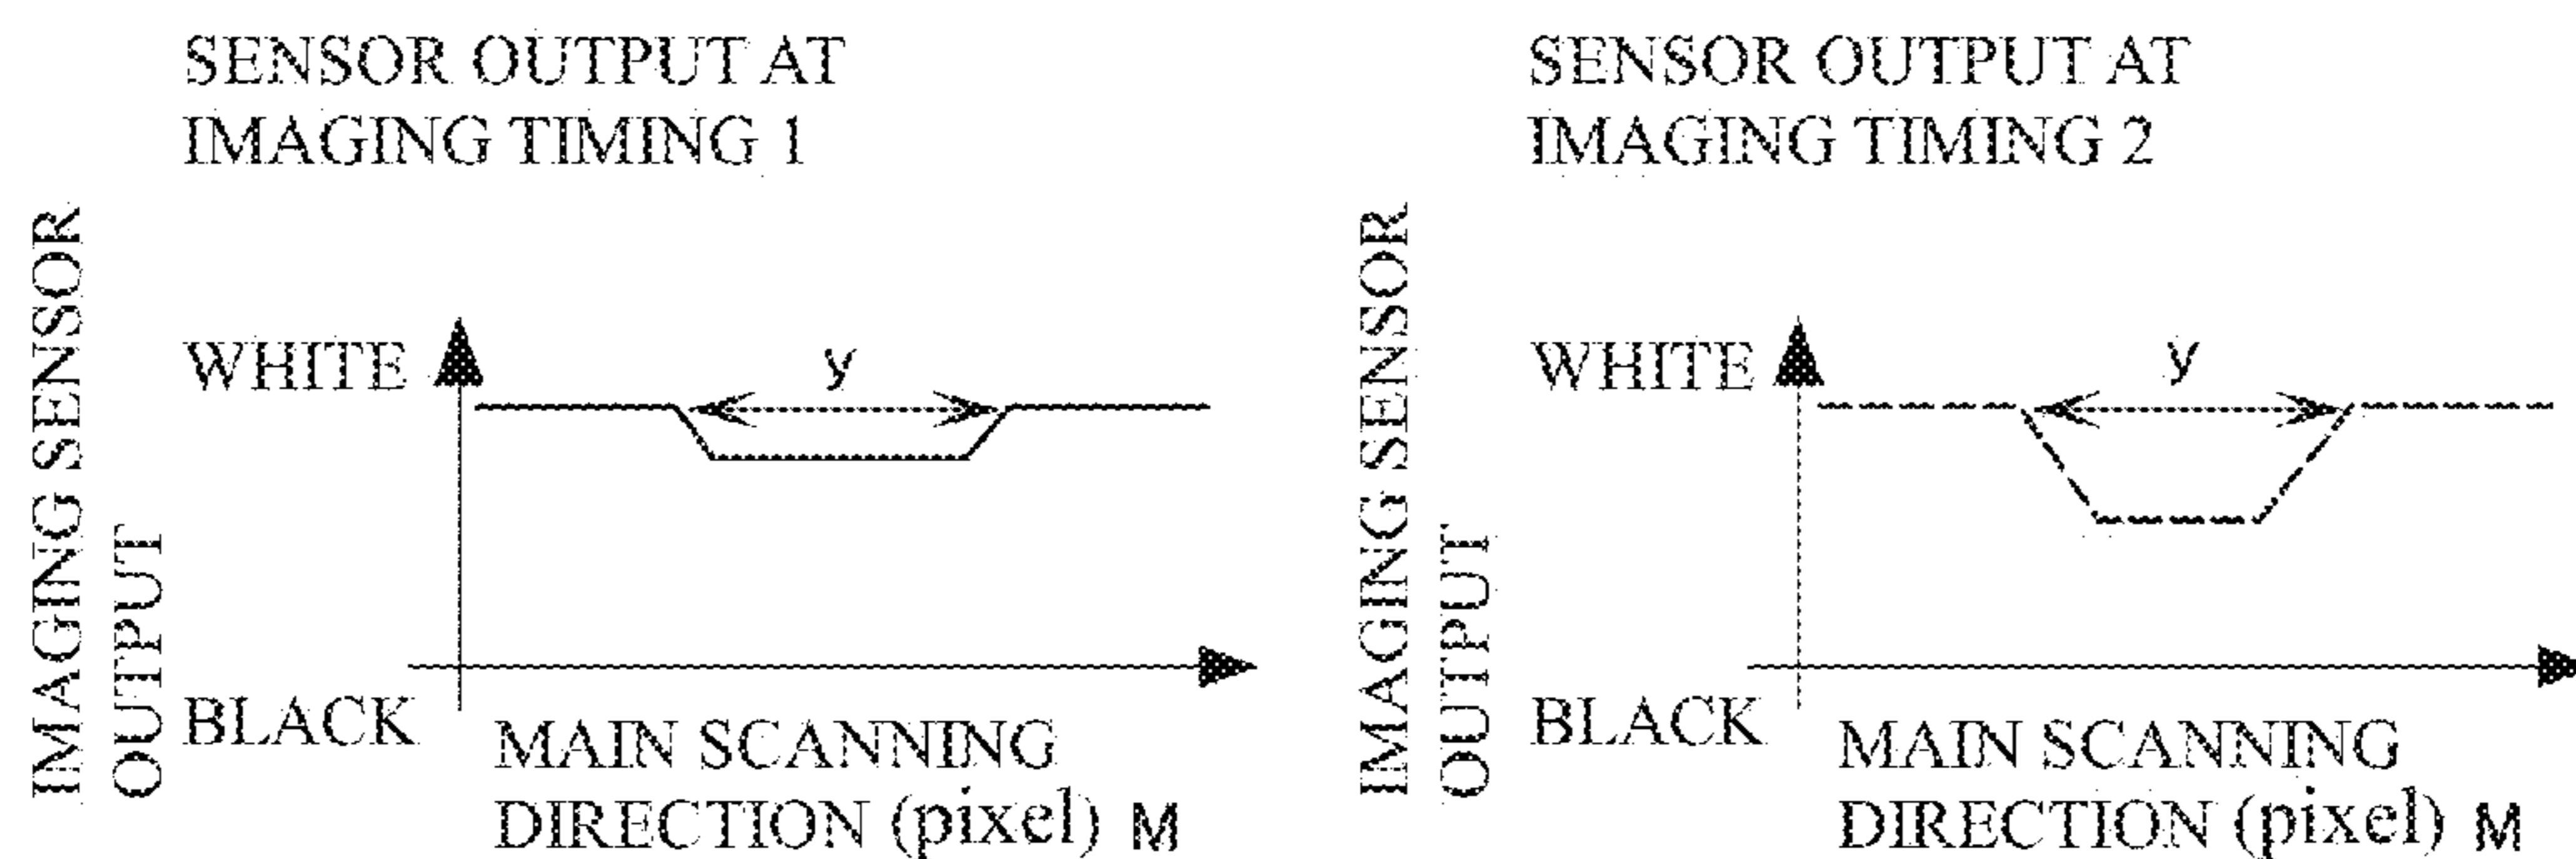 SENSOR OUTPUT AT
IMAGING TIMING 1
IMAGING SENSOR
OUTPUT
WHITE
y
BLACK
MAIN SCANNING
DIRECTION (pixel) M
SENSOR OUTPUT AT
IMAGING TIMING 2
IMAGING SENSOR
OUTPUT
WHITE
y
BLACK
MAIN SCANNING
DIRECTION (pixel) M